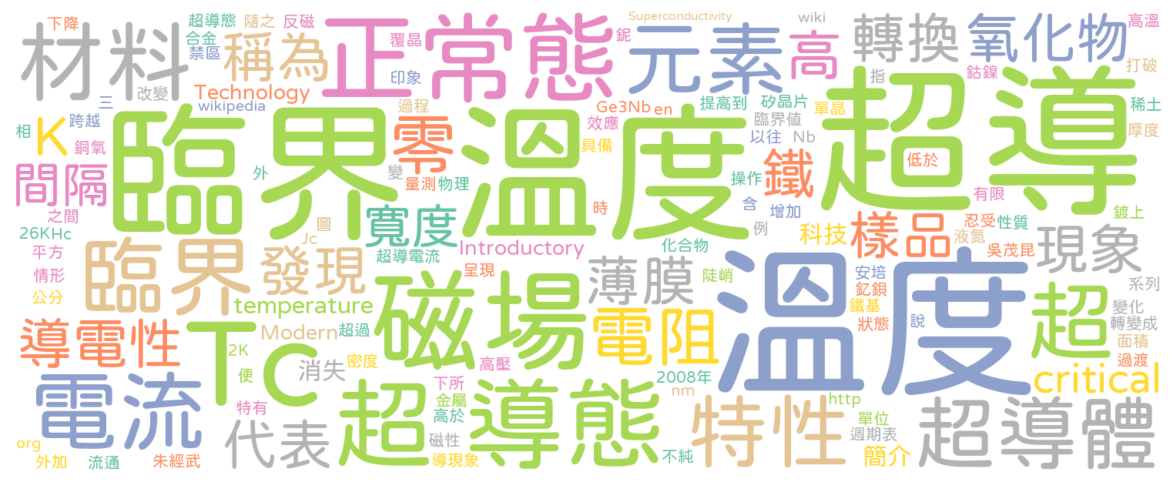 下降
超導態
隨之
反磁
Superconductivity
wiki
高溫
材料
合金
禁區
稱為
正常態
覆晶
鈮
元素
高
轉換
氧化物
改變
Technology
印象
指
鈷鎳
打破
三
wikipedia
過程
Ge3Nb
en
提高到
矽晶片
單晶
稀土
相
K
跨越
銅氧
臨界溫度
零
效應
具備
臨界值
以往
Nb
超導
厚度
間隔
外
變
量測
物理
操作
鐵
低於
有限
之間
寬度
時
含
增加
例
鍍上
26K
Hc
圖
Jc
超導電流
Introductory
化合物
科技
樣品
忍受
性質
液氮
吳茂昆
現象
平方
情形
公分
臨界
發現
呈現
磁場
薄膜
陡峭
溫度
安培
釔鋇
鐵基
狀態
說
超
系列
變化
轉變成
面積
過渡
導電性
Tc
temperature
Modern
超過
電阻
2K
便
消失
密度
高壓
2008年
nm
critical
電流
特有
代表
超導態
下所
金屬
高於
磁性
導現象
不純
特性
http
單位
週期表
簡介
超導體
org
外加
流通
朱經武